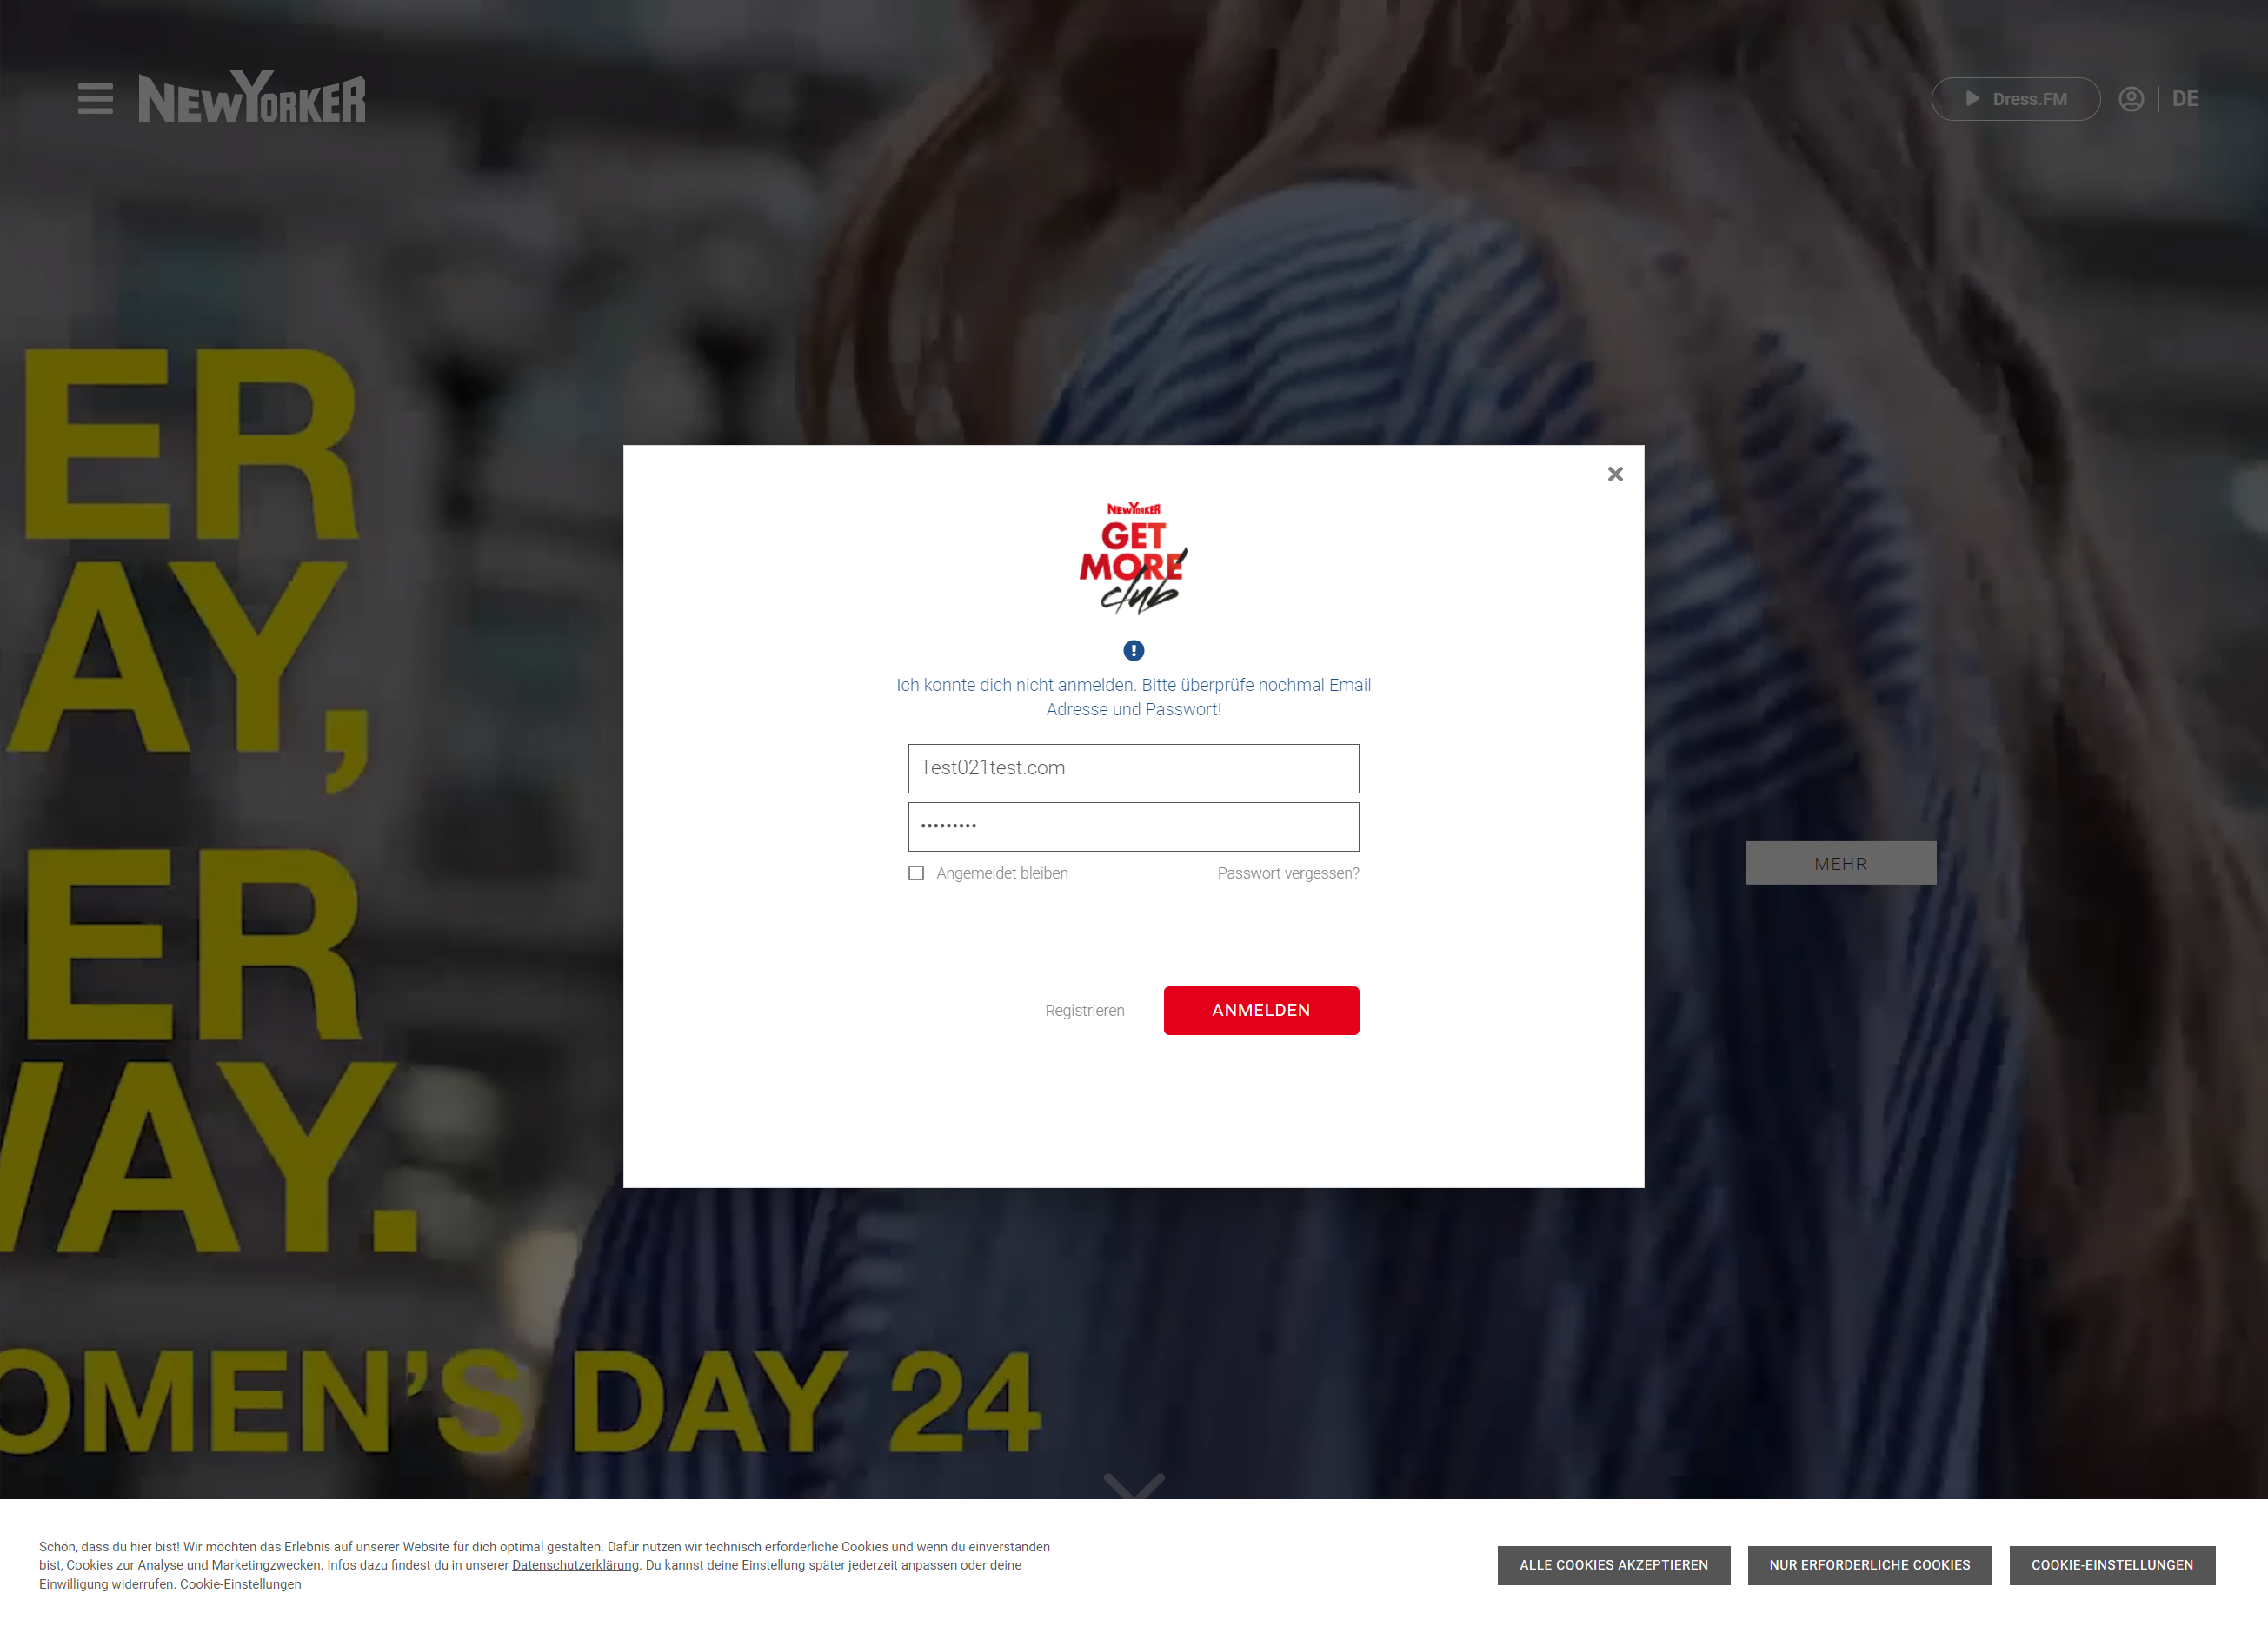 NEWYORKER
Dress.FM
DE
ER
AY,
ER
WAY.
OMEN'S DAY 24
NEWYORKER
GET
MORE
club
Ich konnte dich nicht anmelden. Bitte überprüfe nochmal Email
Adresse und Passwort!
Test021test.com
•••••••••
Angemeldet bleiben
Passwort vergessen?
Registrieren
ANMELDEN
MEHR
Schön, dass du hier bist! Wir möchten das Erlebnis auf unserer Website für dich optimal gestalten. Dafür nutzen wir technisch erforderliche Cookies und wenn du einverstanden
bist, Cookies zur Analyse und Marketingzwecken. Infos dazu findest du in unserer Datenschutzerklärung. Du kannst deine Einstellung später jederzeit anpassen oder deine
Einwilligung widerrufen. Cookie-Einstellungen
ALLE COOKIES AKZEPTIEREN
NUR ERFORDERLICHE COOKIES
COOKIE-EINSTELLUNGEN